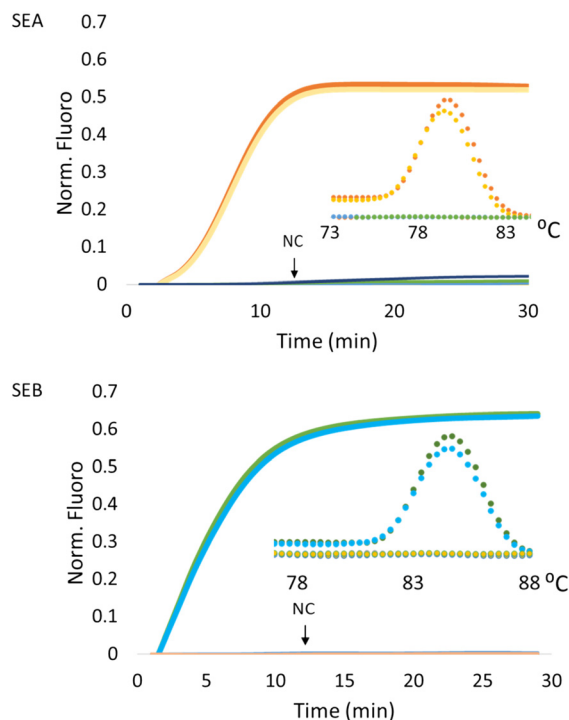 SEA
0.7
0.6
0.5
0.4
0.3
0.2
0.1
0
Norm. Fluoro
73 78 83 ºC
NC
0 10 20 30
Time (min)
SEB
0.7
0.6
0.5
0.4
0.3
0.2
0.1
0
Norm. Fluoro
78 83 88 ºC
NC
0 5 10 15 20 25 30
Time (min)